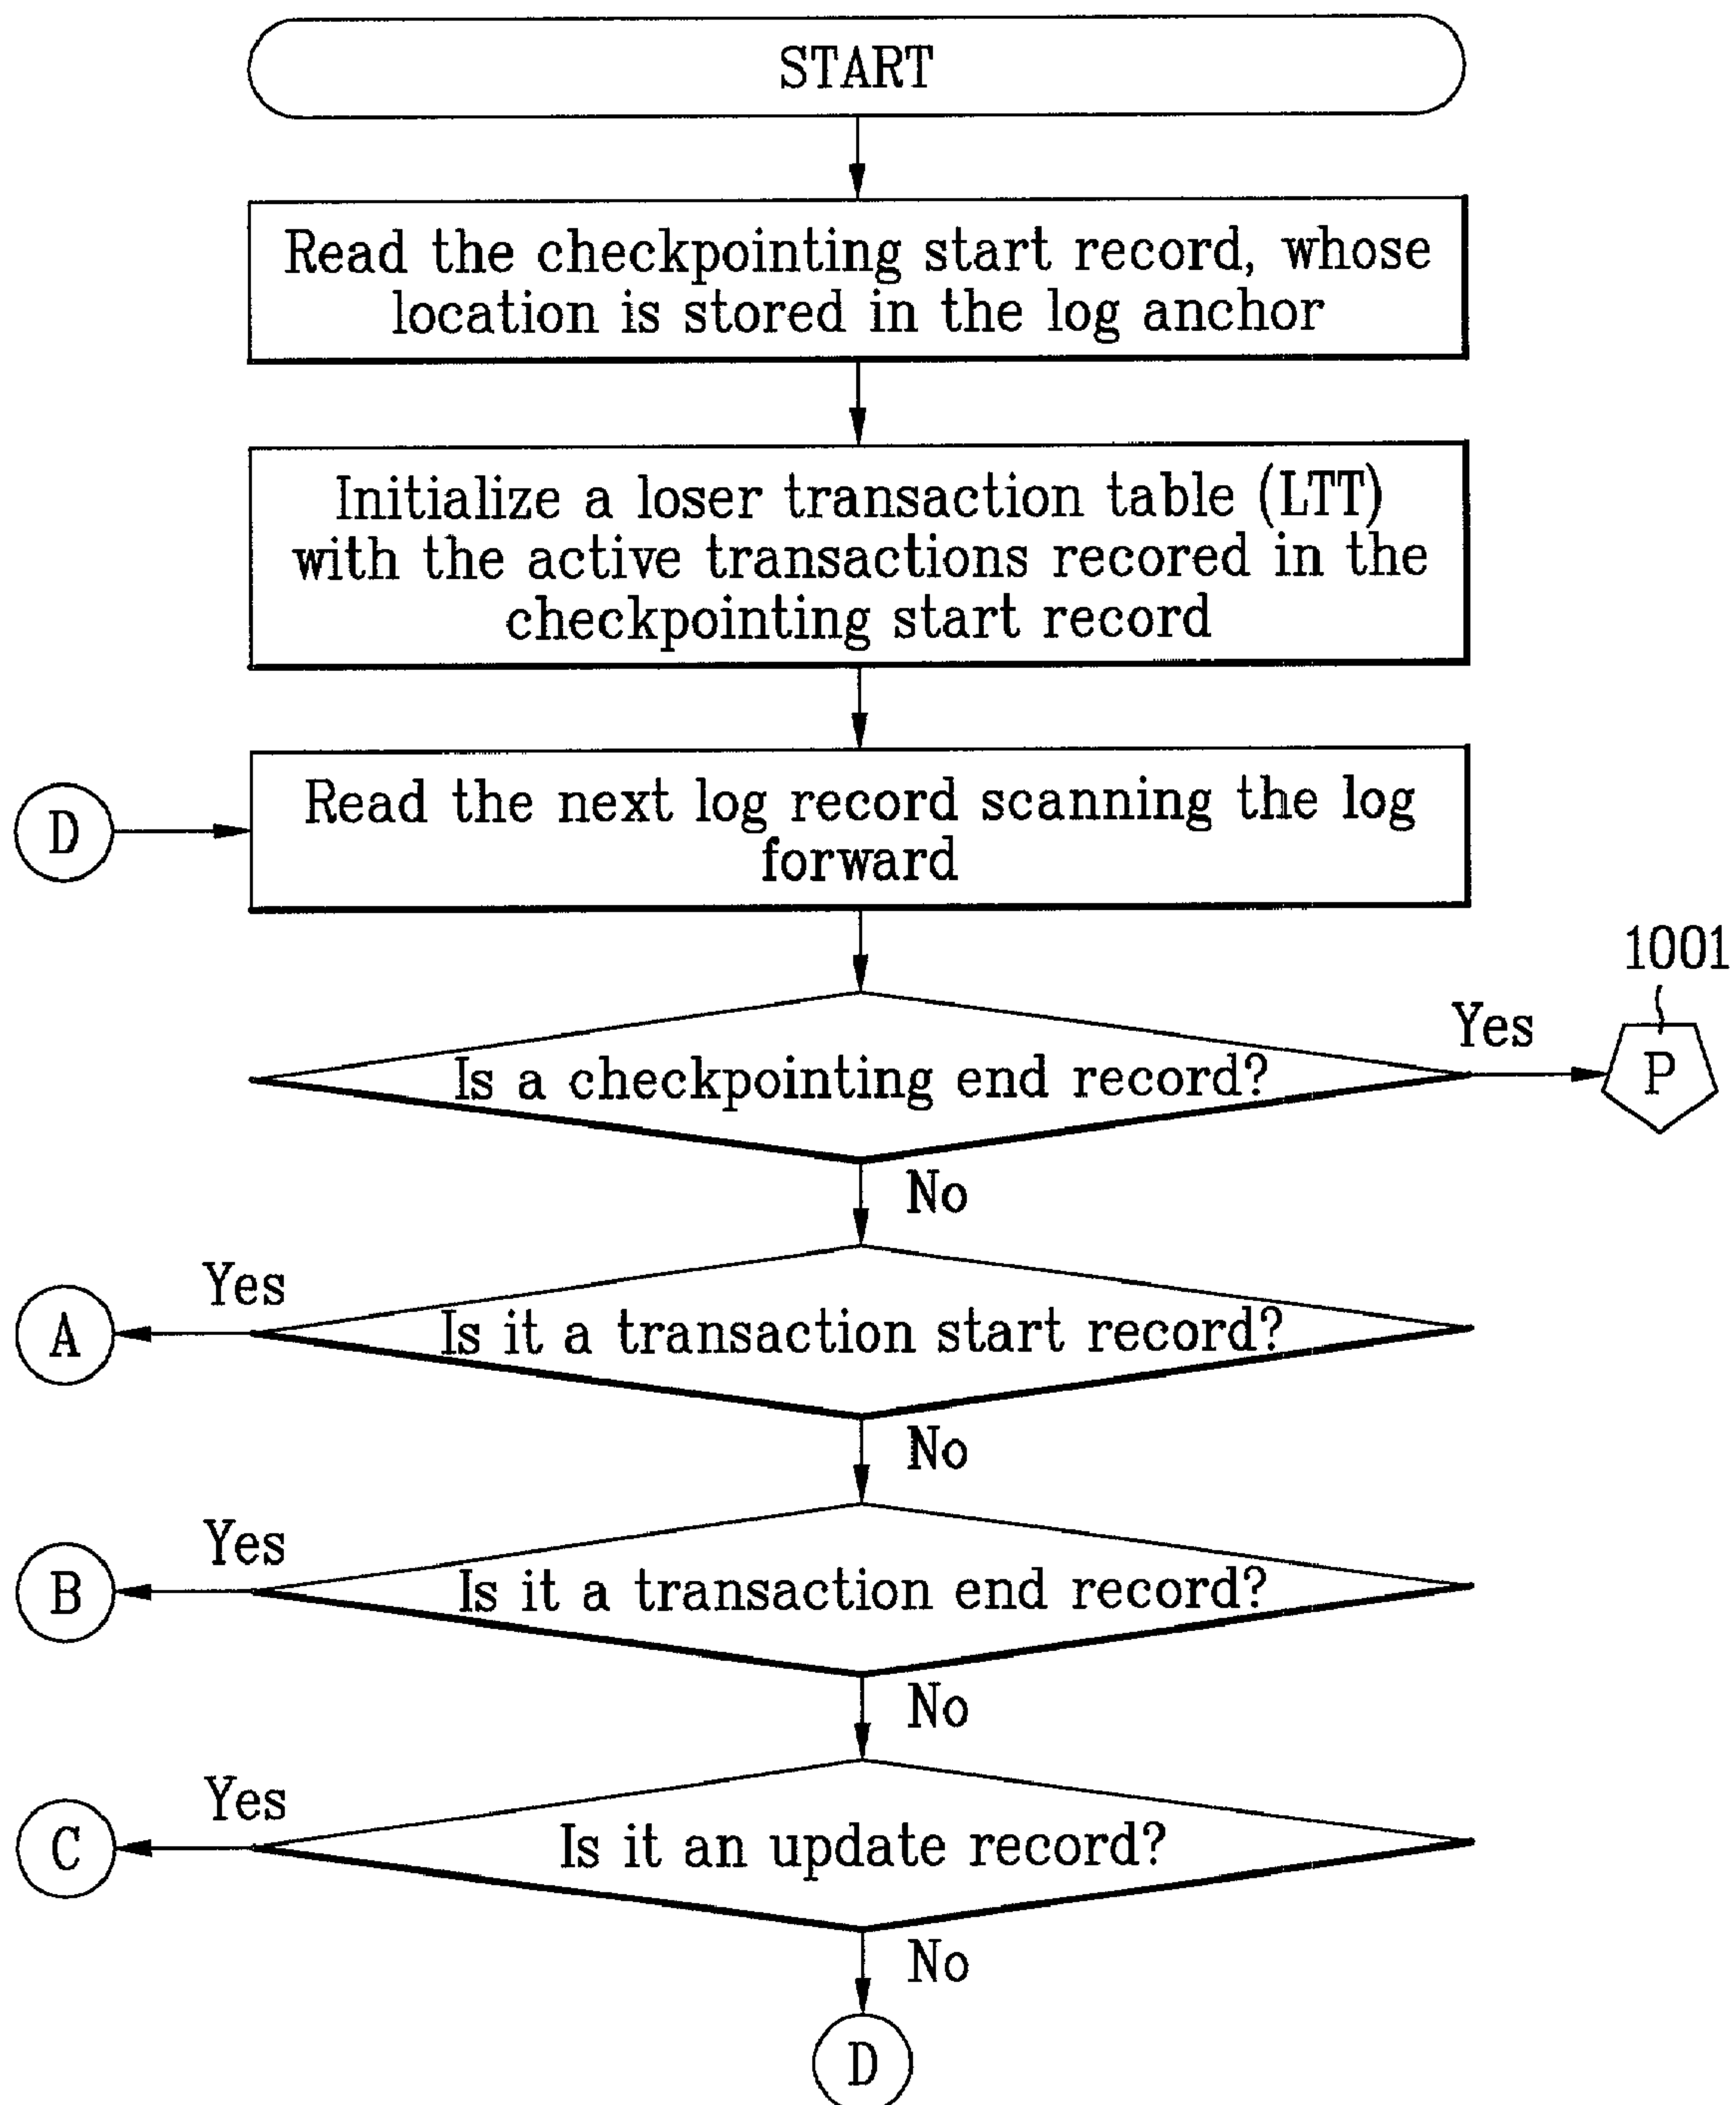 START
Read the checkpointing start record, whose
location is stored in the log anchor
Initialize a loser transaction table (LTT)
with the active transactions recored in the
checkpointing start record
D
Read the next log record scanning the log
forward
1001
Yes
Is a checkpointing end record?
P
No
Yes
A
Is it a transaction start record?
No
Yes
B
Is it a transaction end record?
No
Yes
C
Is it an update record?
No
D